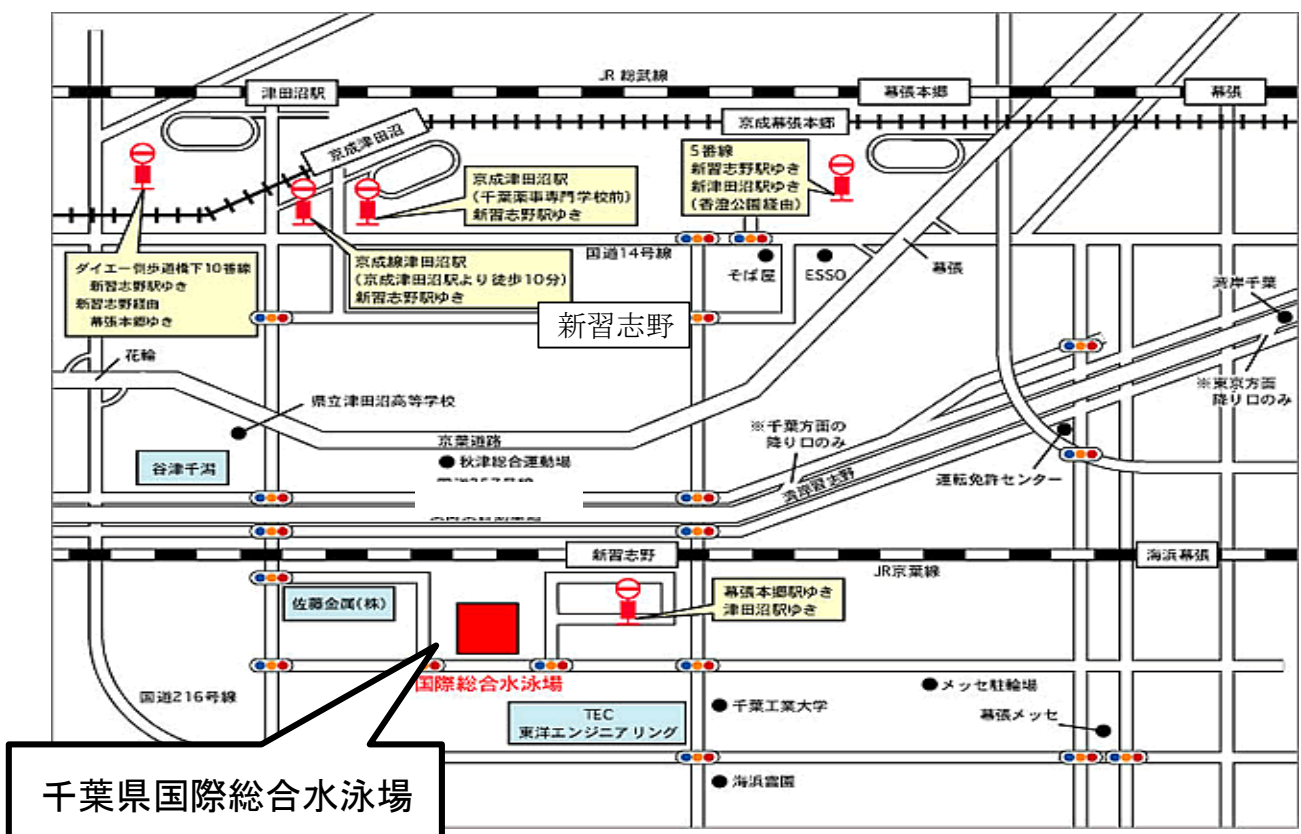 JR 総武線
津田沼駅
幕張本郷
幕張
京成津田沼
京成幕張本郷
5番線
新習志野駅ゆき
新津田沼駅ゆき
(香澄公園経由)
京成津田沼駅
(千葉薬事専門学校前)
新習志野駅ゆき
国道14号線
ダイエー側歩道橋下10番線
新習志野駅ゆき
新習志野経由
幕張本郷ゆき
京成線津田沼駅
(京成津田沼駅より徒歩10分)
新習志野駅ゆき
そば屋
ESSO
幕張
湾岸千葉
新習志野
花輪
※東京方面
降り口のみ
県立津田沼高等学校
※千葉方面の
降り口のみ
京葉道路
谷津干潟
秋津総合運動場
湾岸習志野
運転免許センター
新習志野
海浜幕張
JR京葉線
佐藤金属(株)
幕張本郷駅ゆき
津田沼駅ゆき
国際総合水泳場
国道216号線
メッセ駐輪場
千葉工業大学
幕張メッセ
TEC
東洋エンジニアリング
千葉県国際総合水泳場
海浜霊園